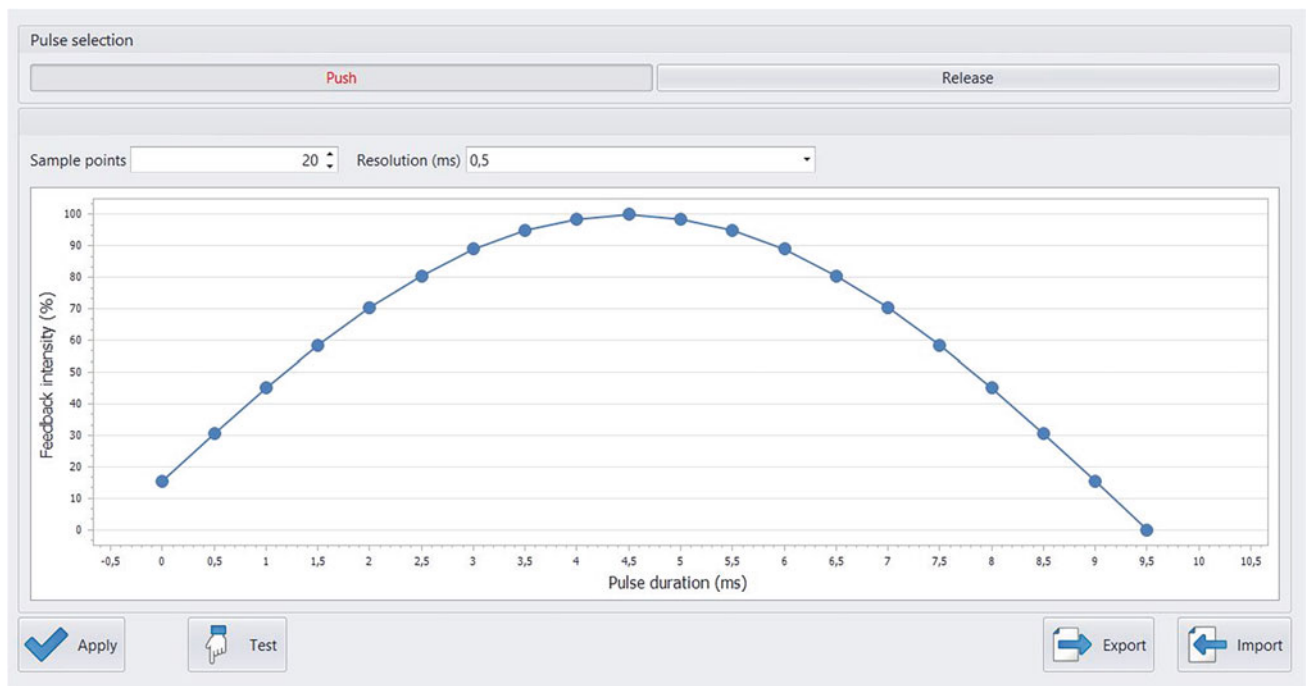 Pulse selection
Push Release
Sample points 20 Resolution (ms) 0,5
100
90
80
70
60
50
40
30
20
10
0
Feedback intensity (%)
-0,5 0 0,5 1 1,5 2 2,5 3 3,5 4 4,5 5 5,5 6 6,5 7 7,5 8 8,5 9 9,5 10 10,5
Pulse duration (ms)
Apply Test Export Import